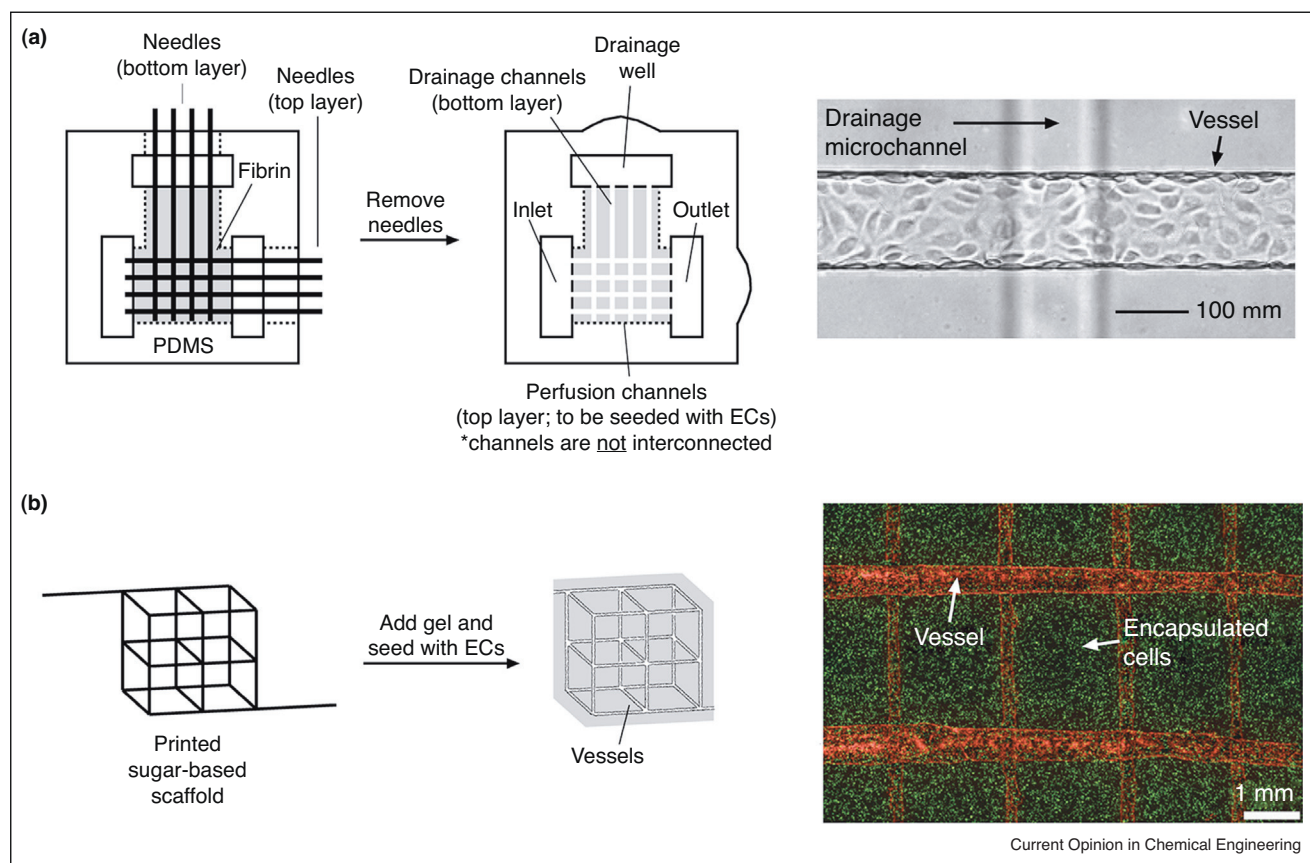 (a)
Needles
(bottom layer)
Needles
(top layer)
Fibrin
PDMS
Remove
needles
Drainage
well
Drainage channels
(bottom layer)
Inlet
Outlet
Perfusion channels
(top layer; to be seeded with ECs)
*channels are not interconnected
Drainage
microchannel
Vessel
100 mm
(b)
Printed
sugar-based
scaffold
Add gel and
seed with ECs
Vessels
Vessel
Encapsulated
cells
1 mm
Current Opinion in Chemical Engineering